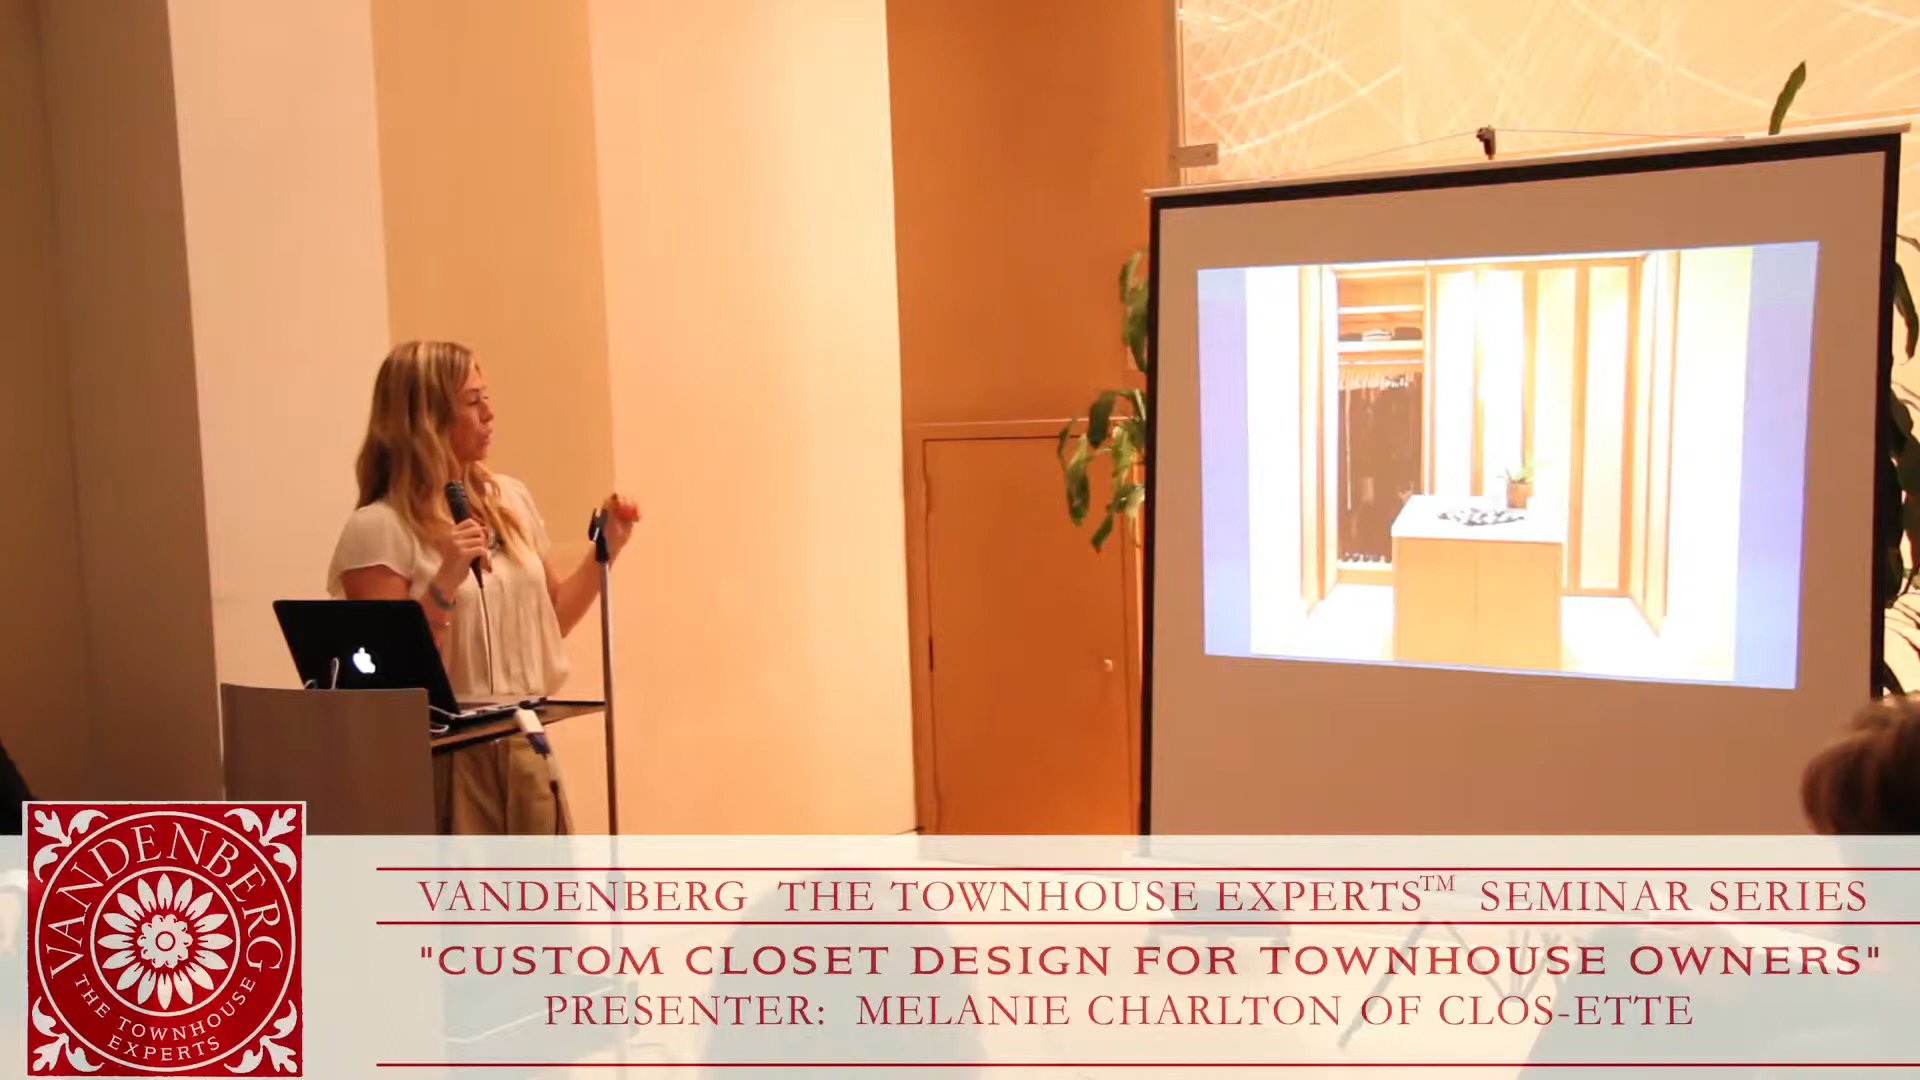 VANDENBERG
THE TOWNHOUSE
EXPERTS
VANDENBERG THE TOWNHOUSE EXPERTS™ SEMINAR SERIES
"CUSTOM CLOSET DESIGN FOR TOWNHOUSE OWNERS"
PRESENTER: MELANIE CHARLTON OF CLOS-ETTE